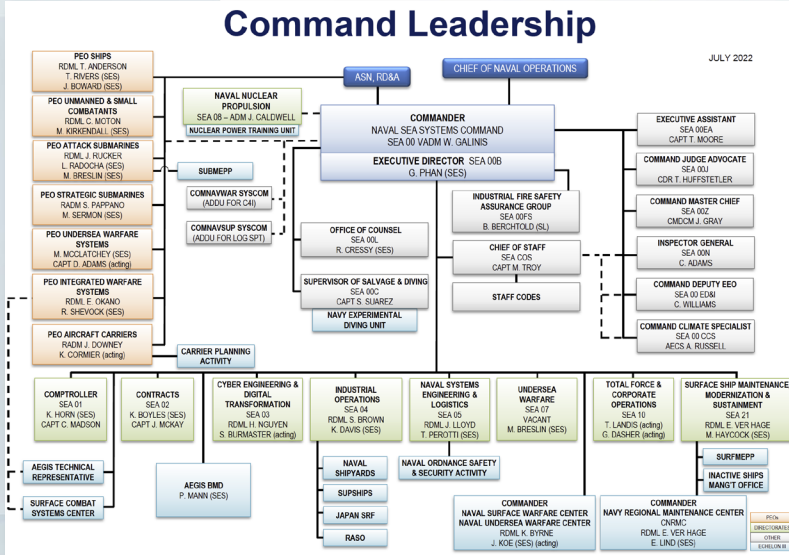 Command Leadership
JULY 2022
PEO SHIPS
RDML T. ANDERSON
T. RIVERS (SES)
J. BOWARD (SES)
PEO UNMANNED & SMALL
COMBATANTS
RDML C. MOTON
M. KIRKENDALL (SES)
PEO ATTACK SUBMARINES
RDML J. RUCKER
L. RADOCHA (SES)
M. BRESLIN (SES)
PEO STRATEGIC SUBMARINES
RADM S. PAPPANO
M. SERMON (SES)
PEO UNDERSEA WARFARE
SYSTEMS
M. MCCLATCHEY (SES)
CAPT D. ADAMS (acting)
PEO INTEGRATED WARFARE
SYSTEMS
RDML E. OKANO
R. SHEVOCK (SES)
PEO AIRCRAFT CARRIERS
RADM J. DOWNEY
K. CORMIER (acting)
ASN, RD&A
CHIEF OF NAVAL OPERATIONS
NAVAL NUCLEAR
PROPULSION
SEA 08 – ADM J. CALDWELL
NUCLEAR POWER TRAINING UNIT
SUBMEPP
COMNAVWAR SYSCOM
(ADDU FOR C4I)
COMNAVSUP SYSCOM
(ADDU FOR LOG SPT)
CARRIER PLANNING
ACTIVITY
COMMANDER
NAVAL SEA SYSTEMS COMMAND
SEA 00 VADM W. GALINIS
EXECUTIVE DIRECTOR SEA 00B
G. PHAN (SES)
OFFICE OF COUNSEL
SEA 00L
R. CRESSY (SES)
SUPERVISOR OF SALVAGE & DIVING
SEA 00C
CAPT S. SUAREZ
NAVY EXPERIMENTAL
DIVING UNIT
INDUSTRIAL FIRE SAFETY
ASSURANCE GROUP
SEA 00FS
B. BERCHTOLD (SL)
CHIEF OF STAFF
SEA COS
CAPT M. TROY
STAFF CODES
EXECUTIVE ASSISTANT
SEA 00EA
CAPT T. MOORE
COMMAND JUDGE ADVOCATE
SEA 00J
CDR T. HUFFSTETLER
COMMAND MASTER CHIEF
SEA 00Z
CMDCM J. GRAY
INSPECTOR GENERAL
SEA 00N
C. ADAMS
COMMAND DEPUTY EEO
SEA 00 ED&I
C. WILLIAMS
COMMAND CLIMATE SPECIALIST
SEA 00 CCS
AECS A. RUSSELL
COMPTROLLER
SEA 01
K. HORN (SES)
CAPT C. MADSON
CONTRACTS
SEA 02
K. BOYLES (SES)
CAPT J. MCKAY
CYBER ENGINEERING &
DIGITAL
TRANSFORMATION
SEA 03
RDML H. NGUYEN
S. BURMASTER (acting)
INDUSTRIAL
OPERATIONS
SEA 04
RDML S. BROWN
K. DAVIS (SES)
NAVAL SYSTEMS
ENGINEERING &
LOGISTICS
SEA 05
RDML J. LLOYD
T. PEROTTI (SES)
UNDERSEA
WARFARE
SEA 07
VACANT
M. BRESLIN (SES)
TOTAL FORCE &
CORPORATE
OPERATIONS
SEA 10
T. LANDIS (acting)
G. DASHER (acting)
SURFACE SHIP MAINTENANCE,
MODERNIZATION &
SUSTAINMENT
SEA 21
RDML E. VER HAGE
M. HAYCOCK (SES)
AEGIS TECHNICAL
REPRESENTATIVE
SURFACE COMBAT
SYSTEMS CENTER
AEGIS BMD
P. MANN (SES)
NAVAL
SHIPYARDS
SUPSHIPS
JAPAN SRF
RASO
NAVAL ORDNANCE SAFETY
& SECURITY ACTIVITY
SURFMEPP
INACTIVE SHIPS
MANG'T OFFICE
COMMANDER
NAVAL SURFACE WARFARE CENTER
NAVAL UNDERSEA WARFARE CENTER
RDML K. BYRNE
J. KOE (SES) (acting)
COMMANDER
NAVY REGIONAL MAINTENANCE CENTER
CNRMC
RDML E. VER HAGE
E. LIND (SES)
PEOs
DIRECTORATES
OTHER
ECHELON III